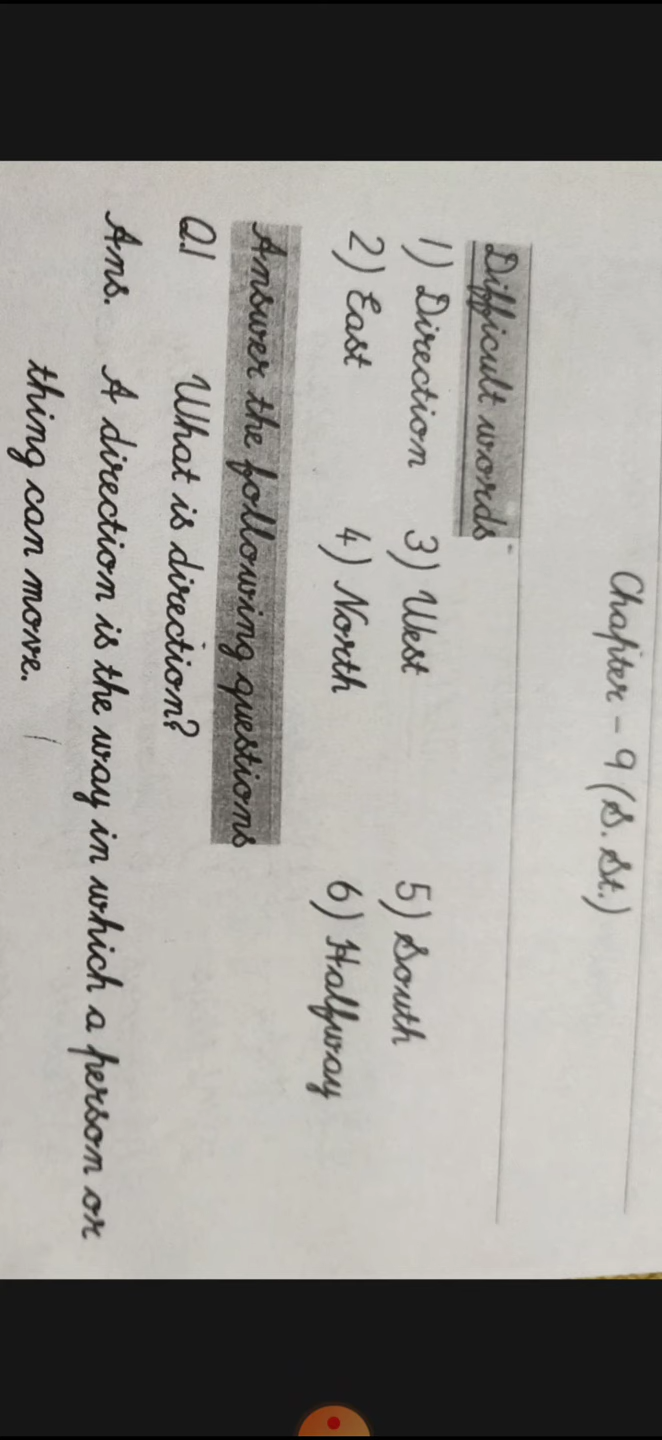 Chapter - 9 (S. St.)
Difficult words
1) Direction 3) West 5) South
2) East 4) North 6) Halfway
Answer the following questions
Q.1 What is direction?
Ans. A direction is the way in which a person or
thing can move.